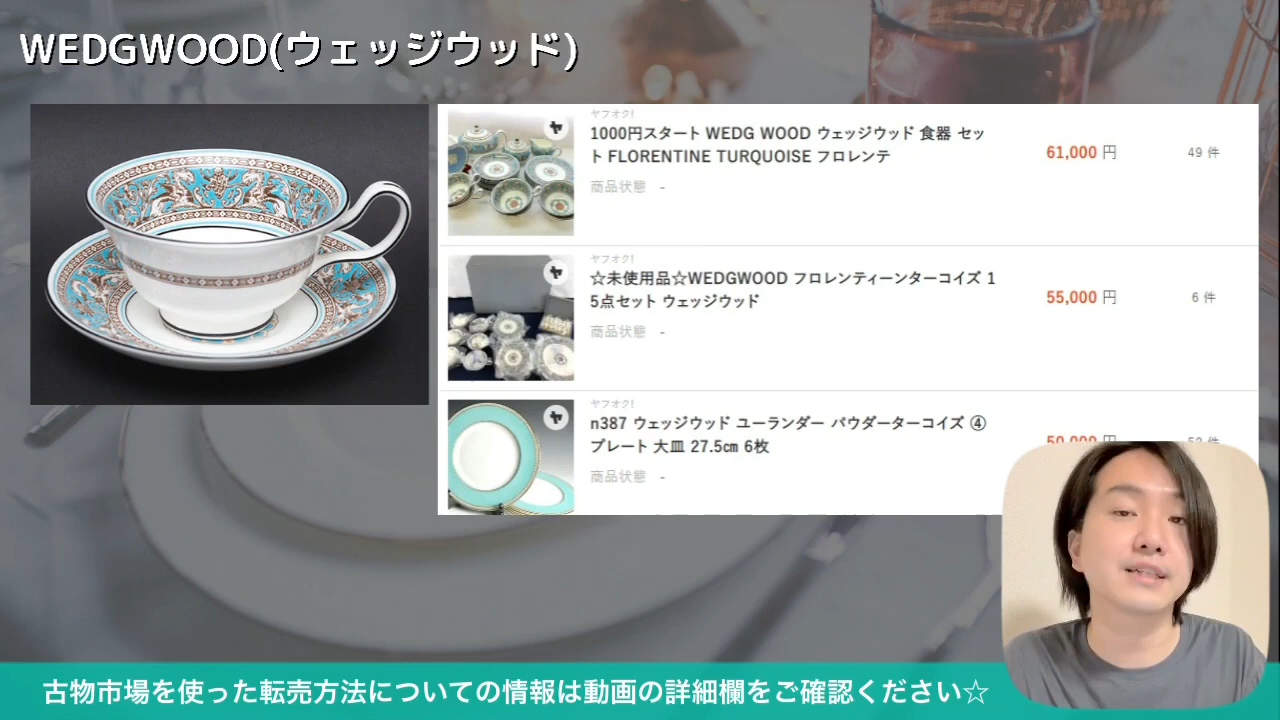 WEDGWOOD(ウェッジウッド)
ヤフオク!
1000円スタート WEDG WOOD ウェッジウッド 食器 セッ
ト FLORENTINE TURQUOISE フロレンテ
61,000 円
49 件
商品状態 -
ヤフオク!
☆未使用品☆WEDGWOOD フロレンティーンターコイズ 1
5点セット ウェッジウッド
55,000 円
6 件
商品状態 -
ヤフオク!
n387 ウェッジウッド ユーランダー パウダーターコイズ ④
プレート 大皿 27.5㎝ 6枚
50,000 円
商品状態 -
古物市場を使った転売方法についての情報は動画の詳細欄をご確認ください☆